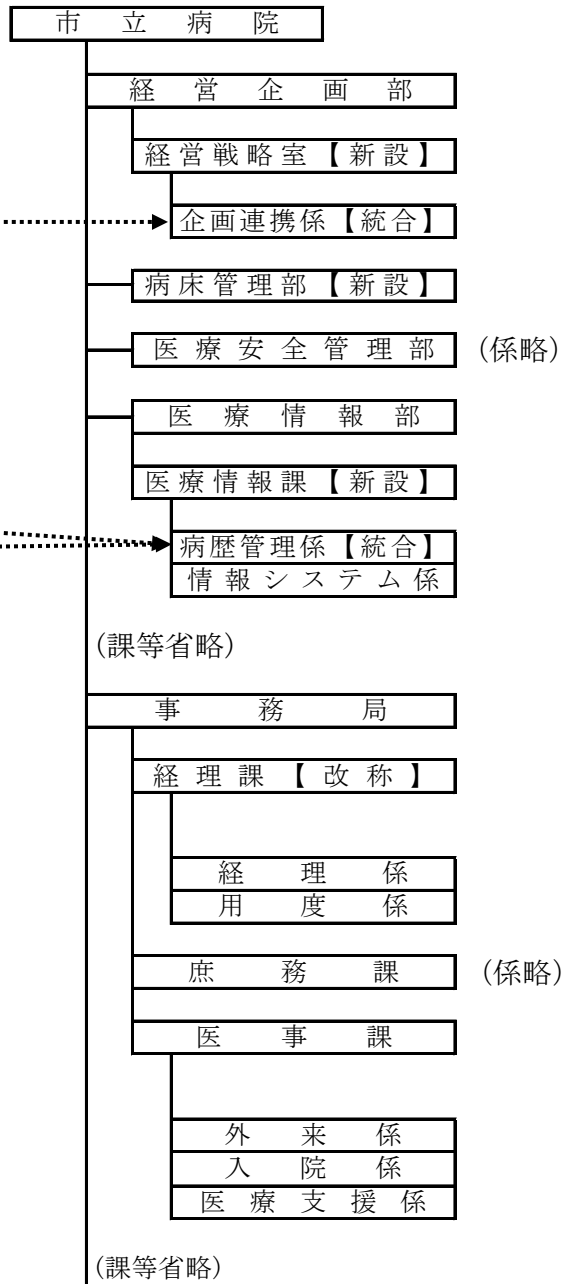 市立病院
経営企画部
経営戦略室【新設】
企画連携係【統合】
病床管理部【新設】
医療安全管理部 (係略)
医療情報部
医療情報課【新設】
病歴管理係【統合】
情報システム係
(課等省略)
事務局
経理課【改称】
経理係
用度係
庶務課 (係略)
医事課
外来係
入院係
医療支援係
(課等省略)